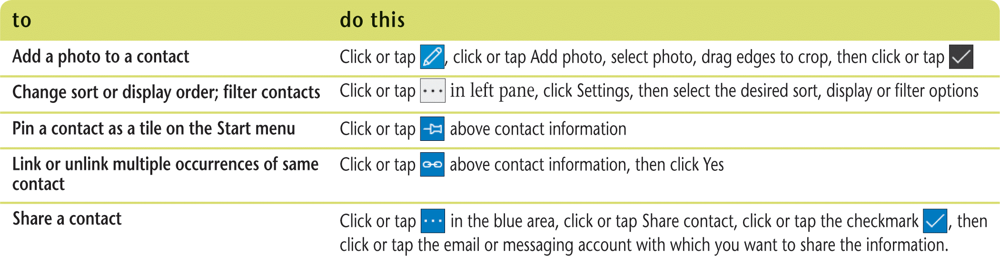 to do this
Add a photo to a contact Click or tap , click or tap Add photo, select photo, drag edges to crop, then click or tap
Change sort or display order; filter contacts Click or tap ... in left pane, click Settings, then select the desired sort, display or filter options
Pin a contact as a tile on the Start menu Click or tap above contact information
Link or unlink multiple occurrences of same Click or tap above contact information, then click Yes
contact
Share a contact Click or tap ... in the blue area, click or tap Share contact, click or tap the checkmark , then
click or tap the email or messaging account with which you want to share the information.